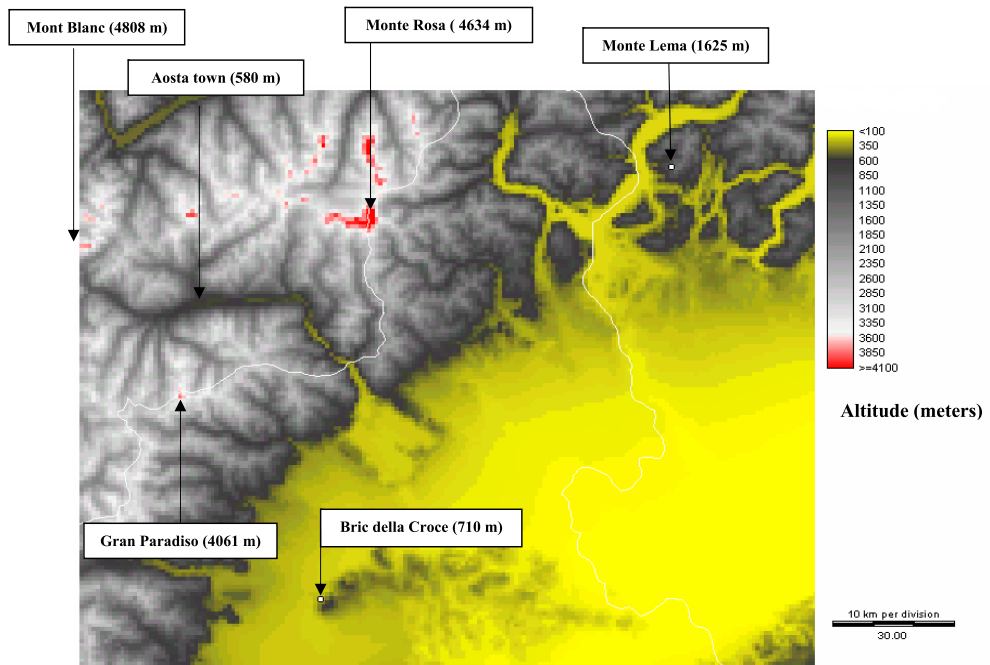 Mont Blanc (4808 m)
Monte Rosa ( 4634 m)
Monte Lema (1625 m)
Aosta town (580 m)
<100
350
600
850
1100
1350
1600
1850
2100
2350
2600
2850
3100
3350
3600
3850
>=4100
Altitude (meters)
Gran Paradiso (4061 m)
Bric della Croce (710 m)
10 km per division
30.00